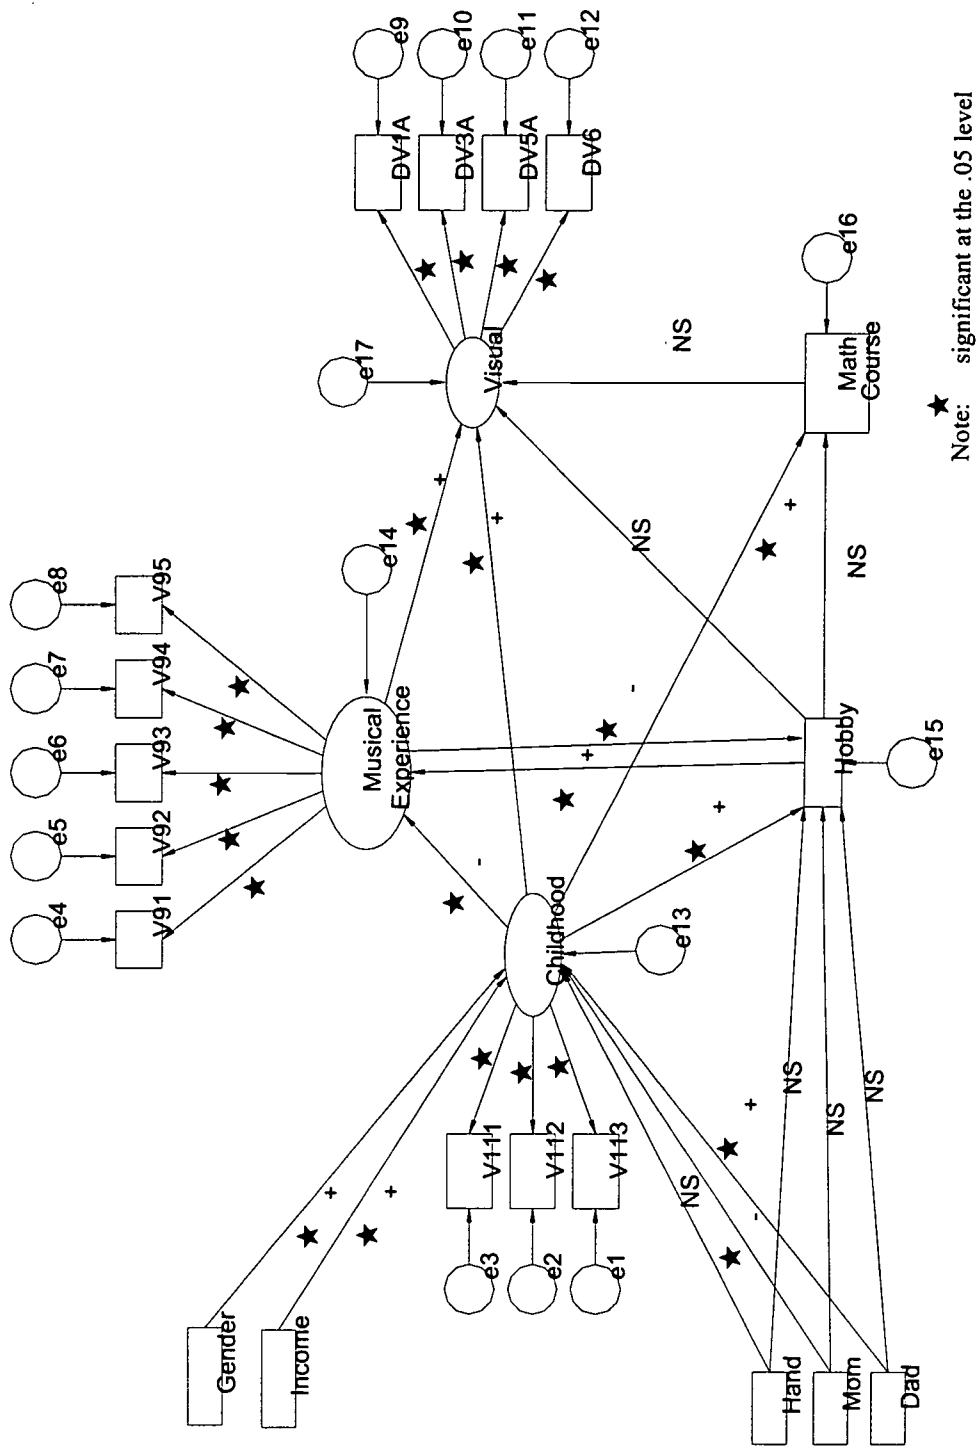 e4
e5
e6
e7
e8
V91
V92
V93
V94
V95
e14
Musical
Experience
Gender
Income
e3
e2
e1
V111
V112
V113
Childhood
e13
Hand
Mom
Dad
Hobby
e15
Math
Course
e16
Visual
e17
DV1A
DV3A
DV5A
DV6
e9
e10
e11
e12
★ +
★ +
★
★
★
★
★
★
★
★
★ -
★ +
★ +
★ +
★ +
★ +
★ -
★ +
★ -
NS
NS
NS
NS
NS
NS
NS
★
★
★
★
Note: ★ significant at the .05 level